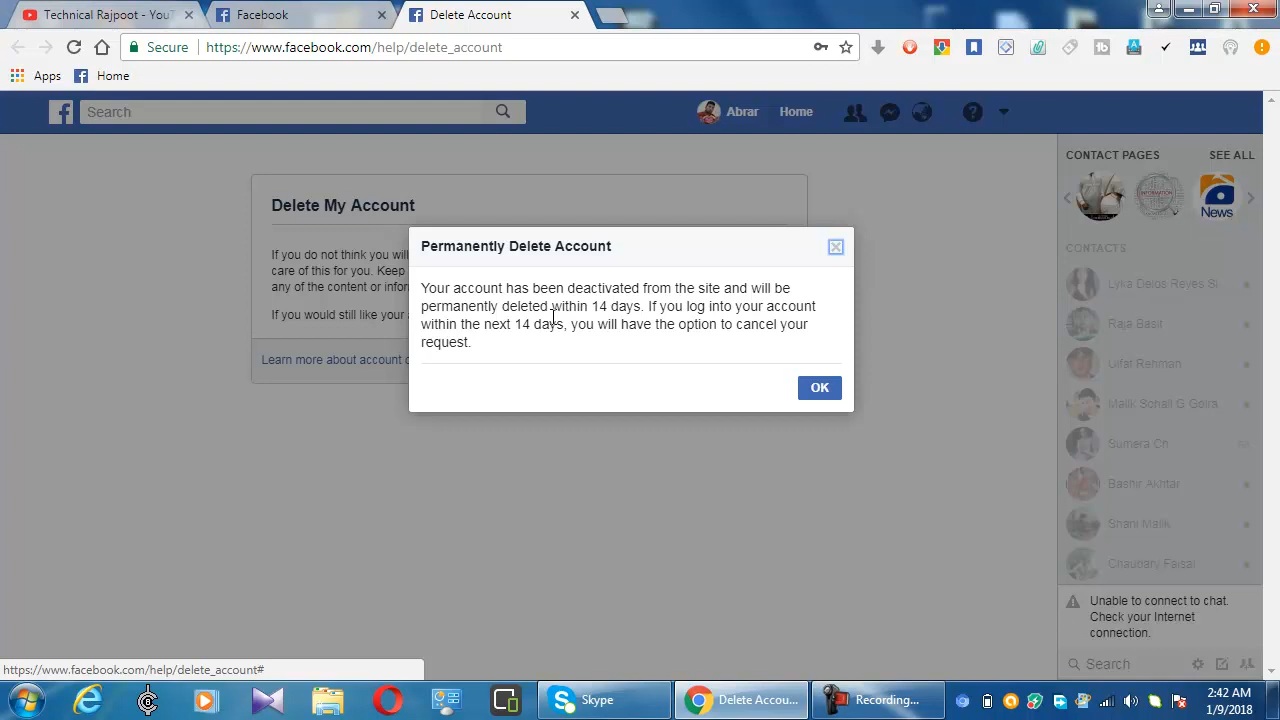 Technical Rajpoot - YouT
Facebook
Delete Account
Secure
https://www.facebook.com/help/delete_account
Apps
Home
Search
Abrar
Home
CONTACT PAGES
SEE ALL
Delete My Account
News
Permanently Delete Account
If you do not think you will
care of this for you. Keep
any of the content or infor
If you would still like your
Learn more about account
Your account has been deactivated from the site and will be
permanently deleted within 14 days. If you log into your account
within the next 14 days, you will have the option to cancel your
request.
OK
CONTACTS
Lyka Delos Reyes Si
Raja Basit
Ulfat Rehman
Malik Sohail G Golra
Sumera Ch
Bashir Akhtar
Shani Malik
Chaudary Faisal
Unable to connect to chat.
Check your Internet
connection.
Search
https://www.facebook.com/help/delete_account#
Skype
Delete Accou...
Recording...
2:42 AM
1/9/2018